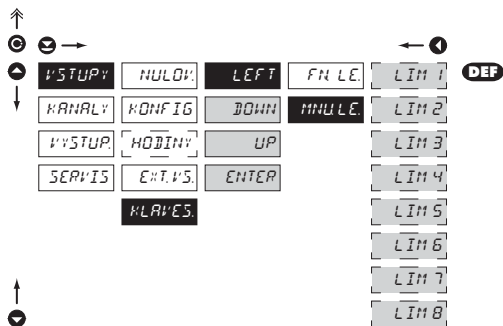 VSTUPY NULOV. LEFT FN. LE. LIM 1 DEF
KANALY KONFIG DOWN MNU.LE. LIM 2
VYSTUP. HODINY UP LIM 3
SERVIS EXT. VS. ENTER LIM 4
KLAVES. LIM 5
LIM 6
LIM 7
LIM 8